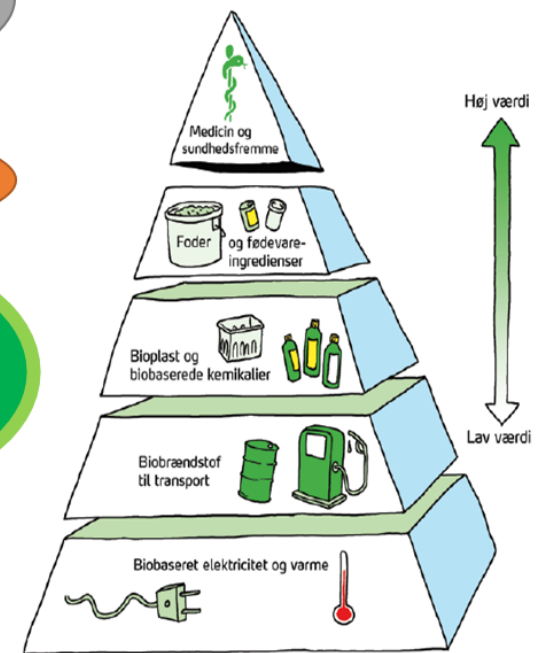 Høj værdi
Medicin og
sundhedsfremme
Foder og fødevare-
ingredienser
Bioplast og
biobaserede kemikalier
Lav værdi
Biobrændstof
til transport
Biobaseret elektricitet og varme